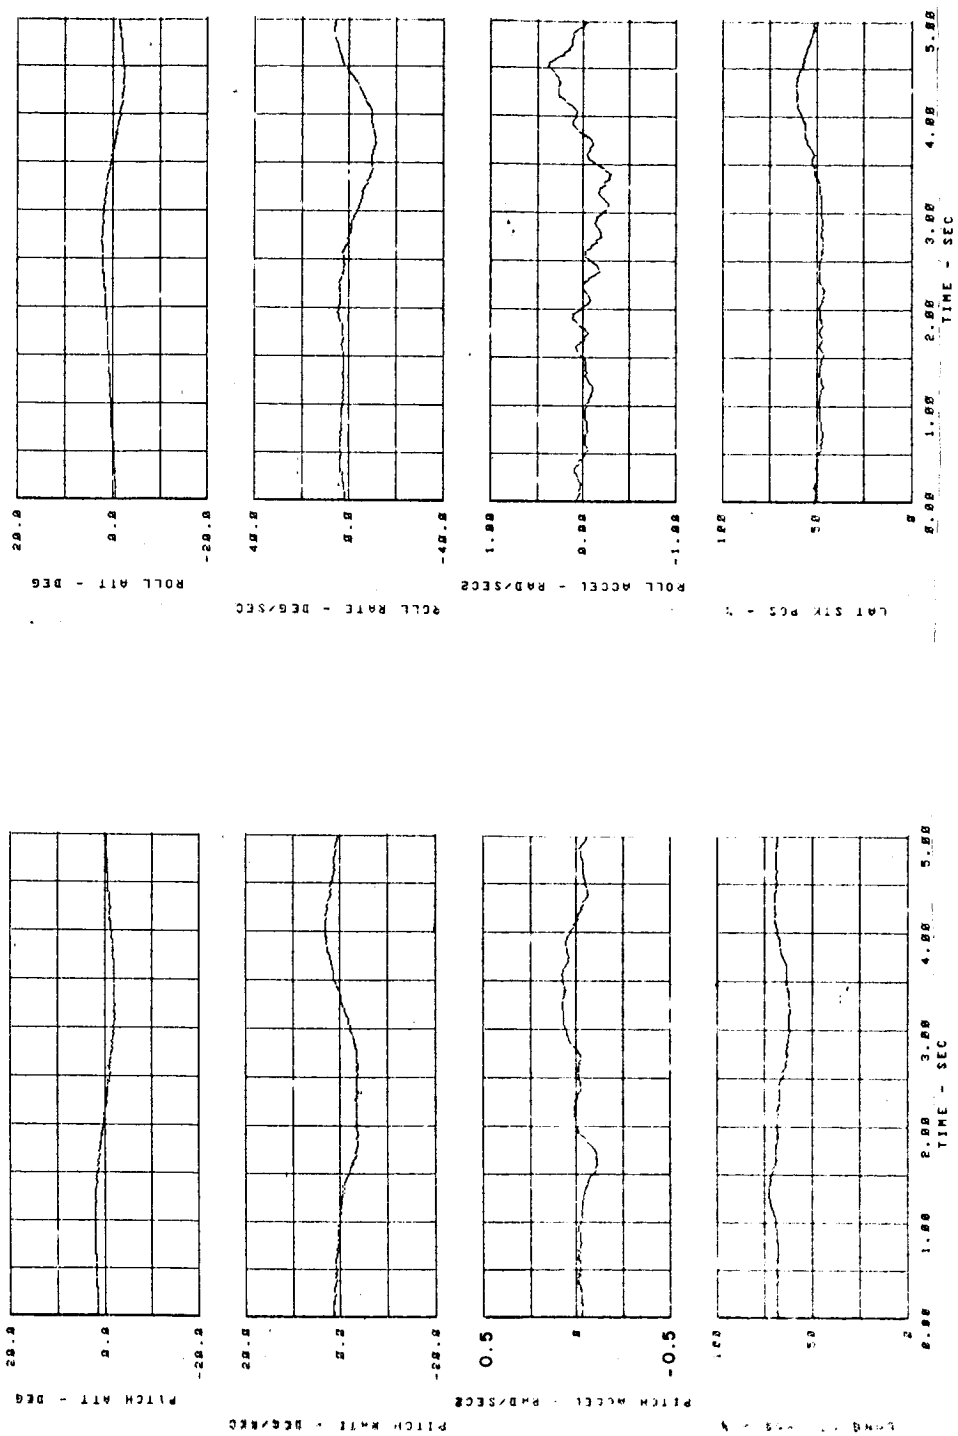 ROLL ATT - DEG
20.0
0.0
-20.0
ROLL RATE - DEG/SEC
40.0
0.0
-40.0
ROLL ACCEL - RAD/SEC2
1.00
0.00
-1.00
LAT STK POS - %
100
50
0
0.00 1.00 2.00 3.00 4.00 5.00
TIME - SEC
PITCH ATT - DEG
20.0
0.0
-20.0
PITCH RATE - DEG/SEC
20.0
0.0
-20.0
PITCH ACCEL - RAD/SEC2
0.5
0
-0.5
LONG
100
50
0.00 1.00 2.00 3.00 4.00 5.00
TIME - SEC